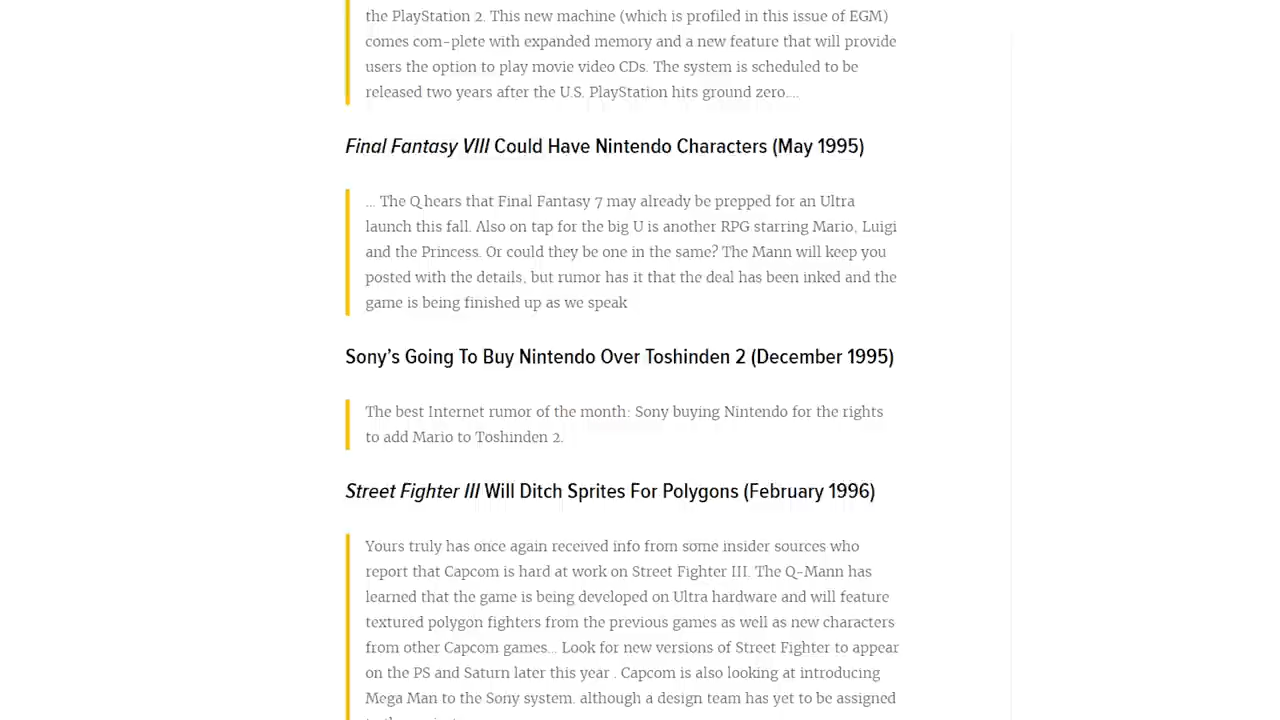 the PlayStation 2. This new machine (which is profiled in this issue of EGM)
comes com-plete with expanded memory and a new feature that will provide
users the option to play movie video CDs. The system is scheduled to be
released two years after the U.S. PlayStation hits ground zero....
Final Fantasy VIII Could Have Nintendo Characters (May 1995)
... The Q hears that Final Fantasy 7 may already be prepped for an Ultra
launch this fall. Also on tap for the big U is another RPG starring Mario, Luigi
and the Princess. Or could they be one in the same? The Mann will keep you
posted with the details, but rumor has it that the deal has been inked and the
game is being finished up as we speak
Sony's Going To Buy Nintendo Over Toshinden 2 (December 1995)
The best Internet rumor of the month: Sony buying Nintendo for the rights
to add Mario to Toshinden 2.
Street Fighter III Will Ditch Sprites For Polygons (February 1996)
Yours truly has once again received info from some insider sources who
report that Capcom is hard at work on Street Fighter III. The Q-Mann has
learned that the game is being developed on Ultra hardware and will feature
textured polygon fighters from the previous games as well as new characters
from other Capcom games... Look for new versions of Street Fighter to appear
on the PS and Saturn later this year . Capcom is also looking at introducing
Mega Man to the Sony system. although a design team has yet to be assigned